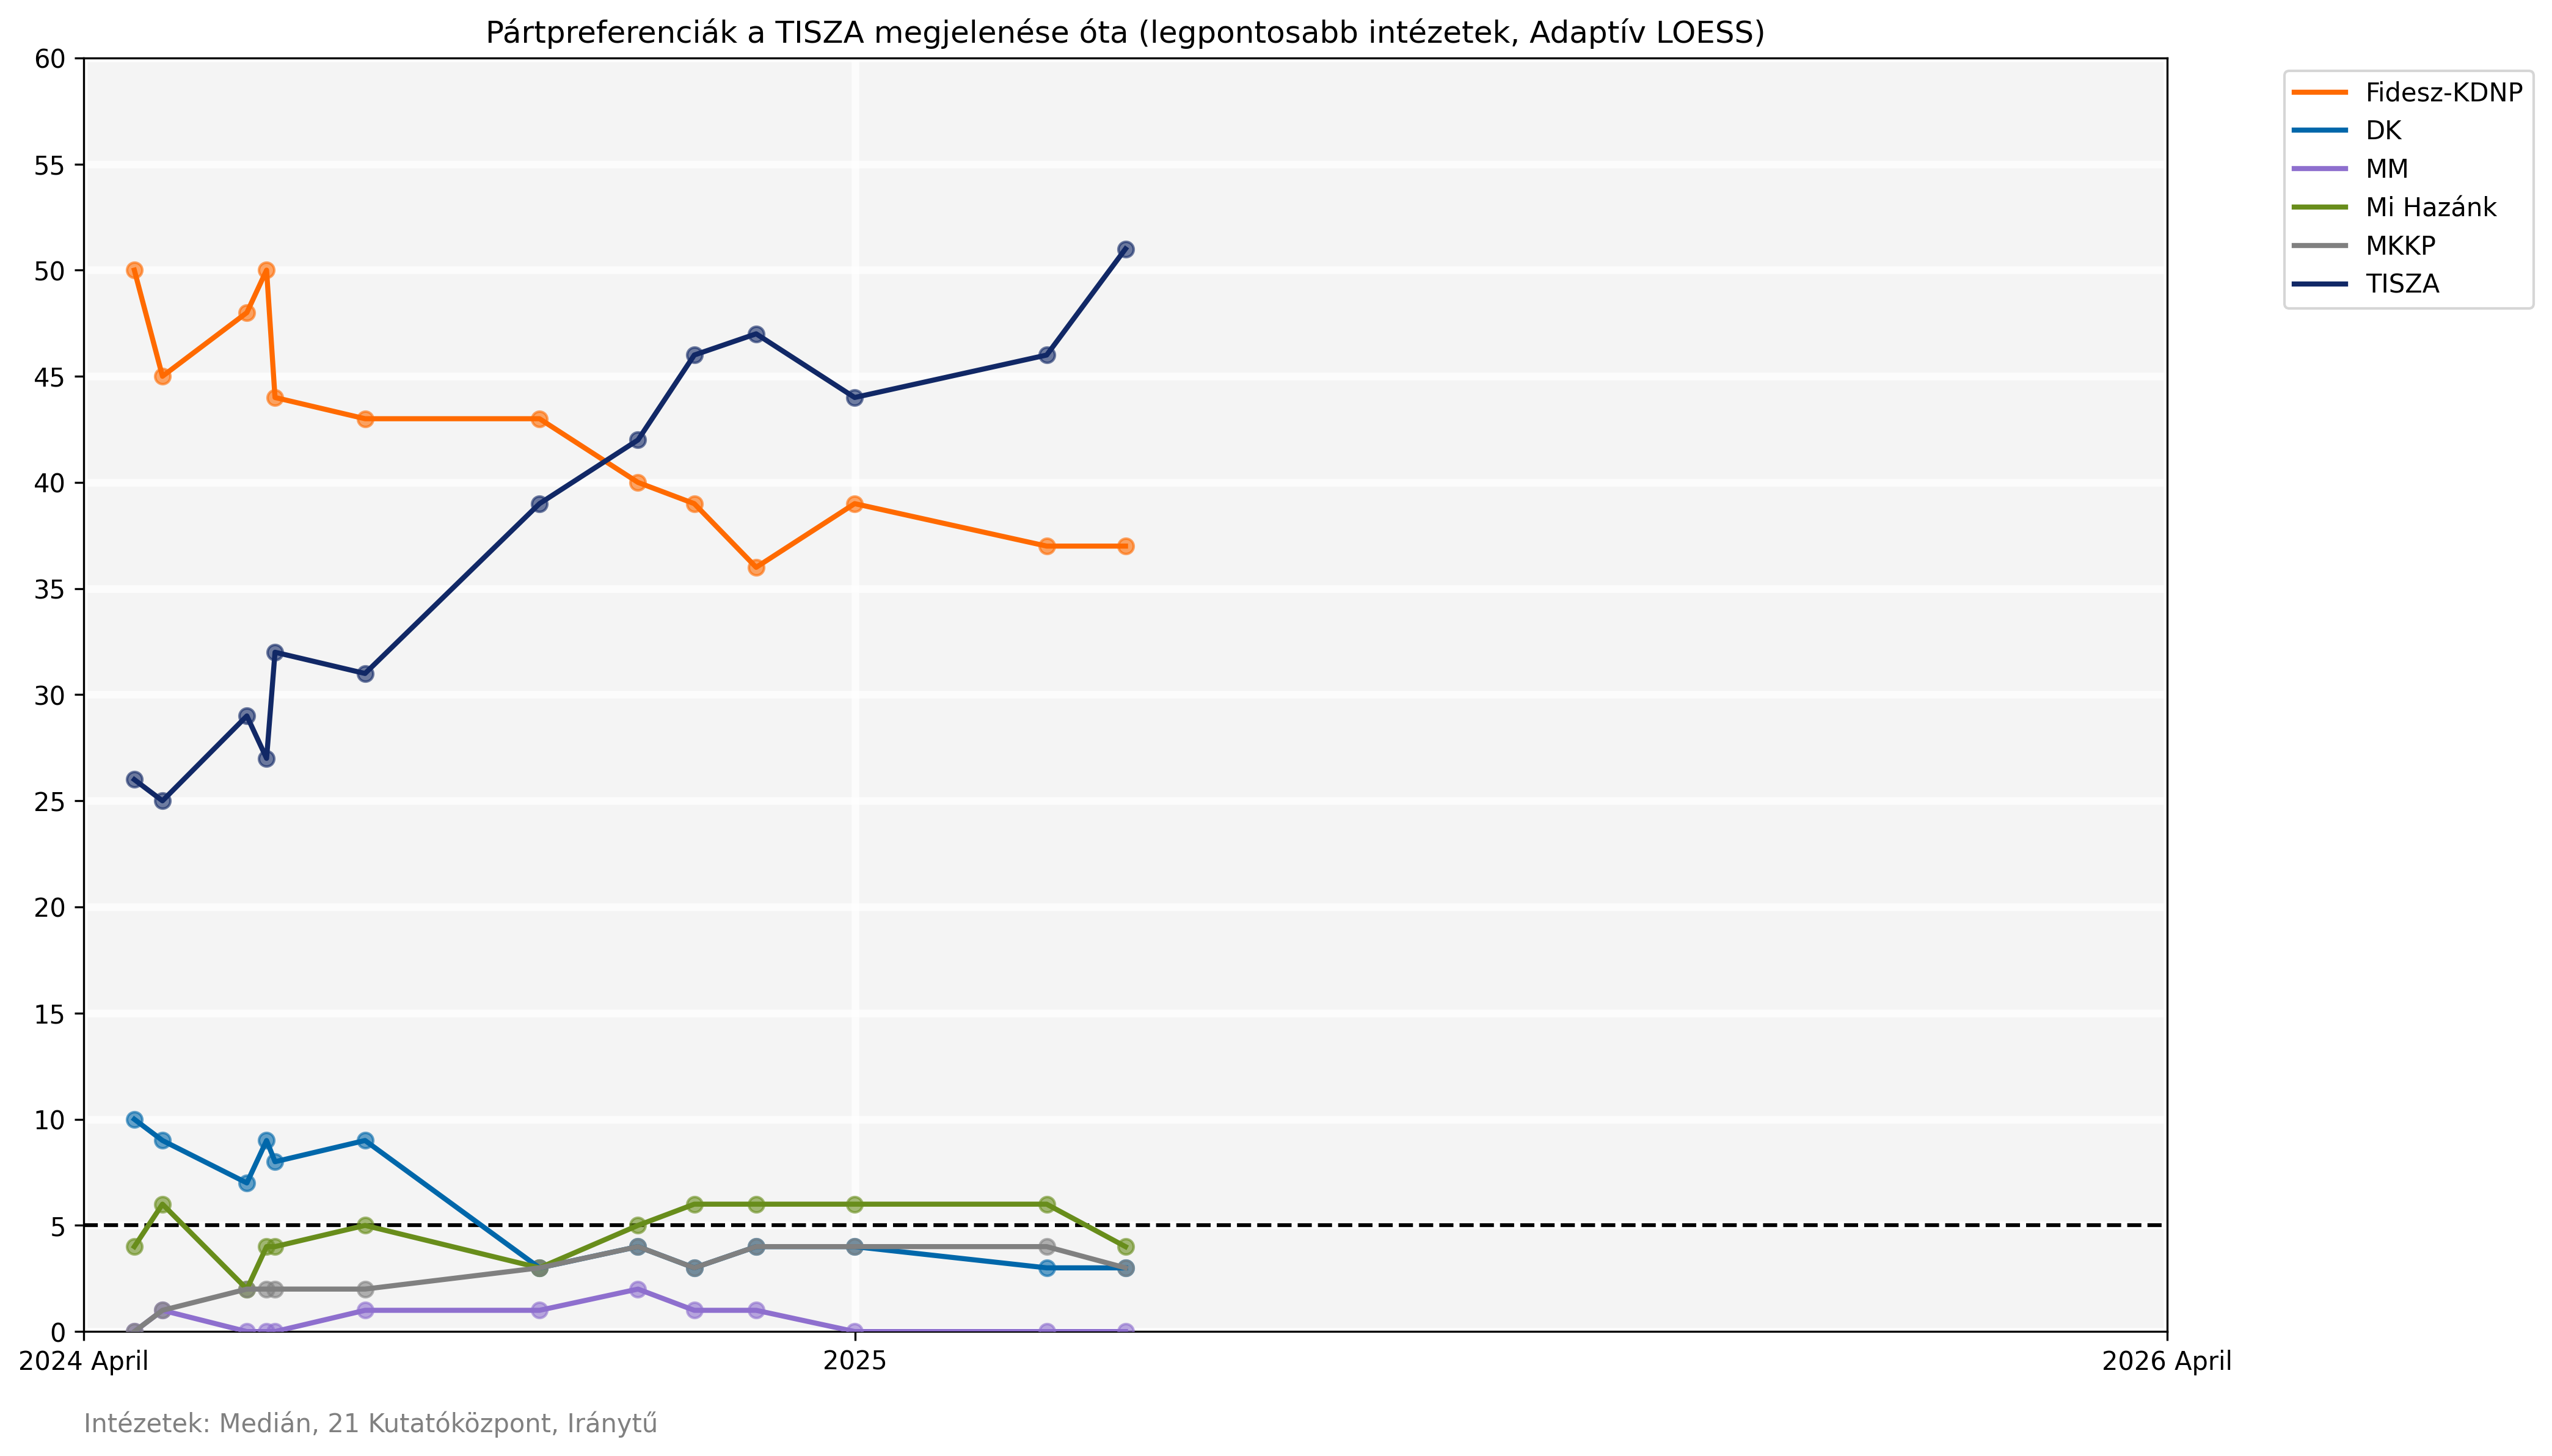 Pártpreferenciák a TISZA megjelenése óta (legpontosabb intézetek, Adaptív LOESS)
60
55
50
45
40
35
30
25
20
15
10
5
0
2024 April
2025
2026 April
Fidesz-KDNP
DK
MM
Mi Hazánk
MKKP
TISZA
Intézetek: Medián, 21 Kutatóközpont, Iránytű